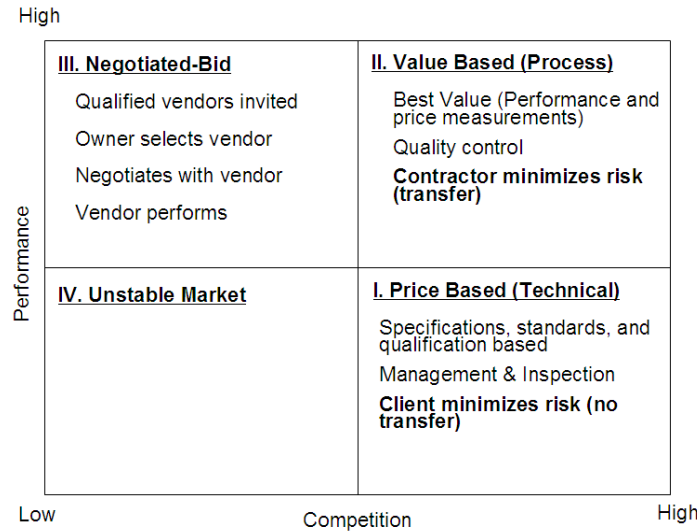 High
III. Negotiated-Bid
Qualified vendors invited
Owner selects vendor
Negotiates with vendor
Vendor performs
II. Value Based (Process)
Best Value (Performance and
price measurements)
Quality control
Contractor minimizes risk
(transfer)
Performance
IV. Unstable Market
I. Price Based (Technical)
Specifications, standards, and
qualification based
Management & Inspection
Client minimizes risk (no
transfer)
Low
Competition
High